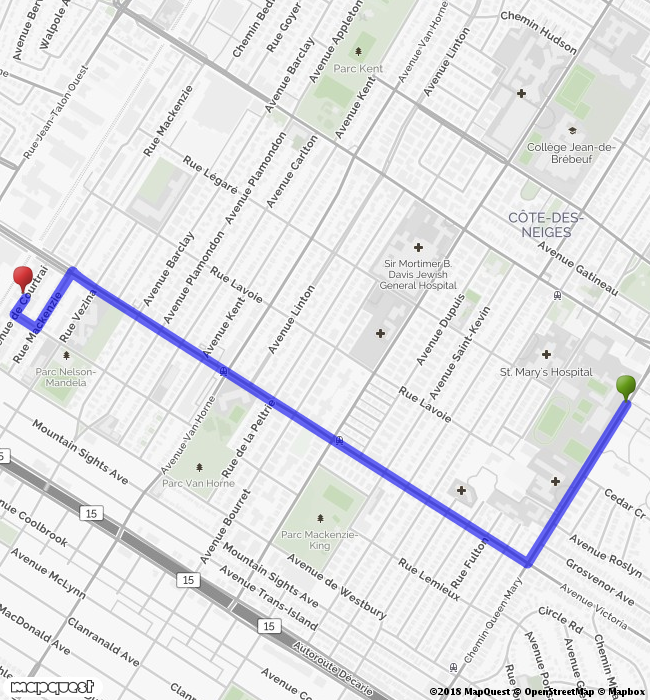 Chemin Hudson
Walpole A
Avenue Ber
Chemin Bed
Rue Goyer
Avenue Appleton
Avenue Van-Horne
Avenue Linton
Parc Kent
Avenue Barclay
Avenue Kent
Rue Jean-Talon Ouest
Rue Mackenzie
Collège Jean-de-
Brébeuf
Avenue Plamondon
Avenue Carlton
Rue Légaré
CÔTE-DES-
NEIGES
Avenue Gatineau
Sir Mortimer B.
Davis Jewish
General Hospital
Avenue Barclay
Avenue Plamondon
Rue Lavoie
Avenue Kent
Avenue Linton
Avenue Dupuis
Avenue Saint-Kevin
enue de Courtrai
Rue Mackenzie
Rue Vezina
Parc Nelson-
Mandela
St. Mary's Hospital
Rue Lavoie
Avenue Van-Horne
Rue de la Peltrie
Mountain Sights Ave
Parc Van Horne
5
15
Cedar Cr
nue Coolbrook
Avenue Bourret
Parc Mackenzie-
King
Avenue Roslyn
Grosvenor Ave
Avenue McLynn
15
Mountain Sights Ave
Avenue Trans-Island
Avenue de Westbury
Rue Lemieux
Rue Fulton
Chemin Queen Mary
Avenue Victoria
Circle Rd
MacDonald Ave
Clanranald Ave
15
Autoroute Décarie
Clanran
Avenue Co
Avenue Po
Avenue G
Chemin M
Rue
mapquest
©2018 MapQuest © OpenStreetMap © Mapbox